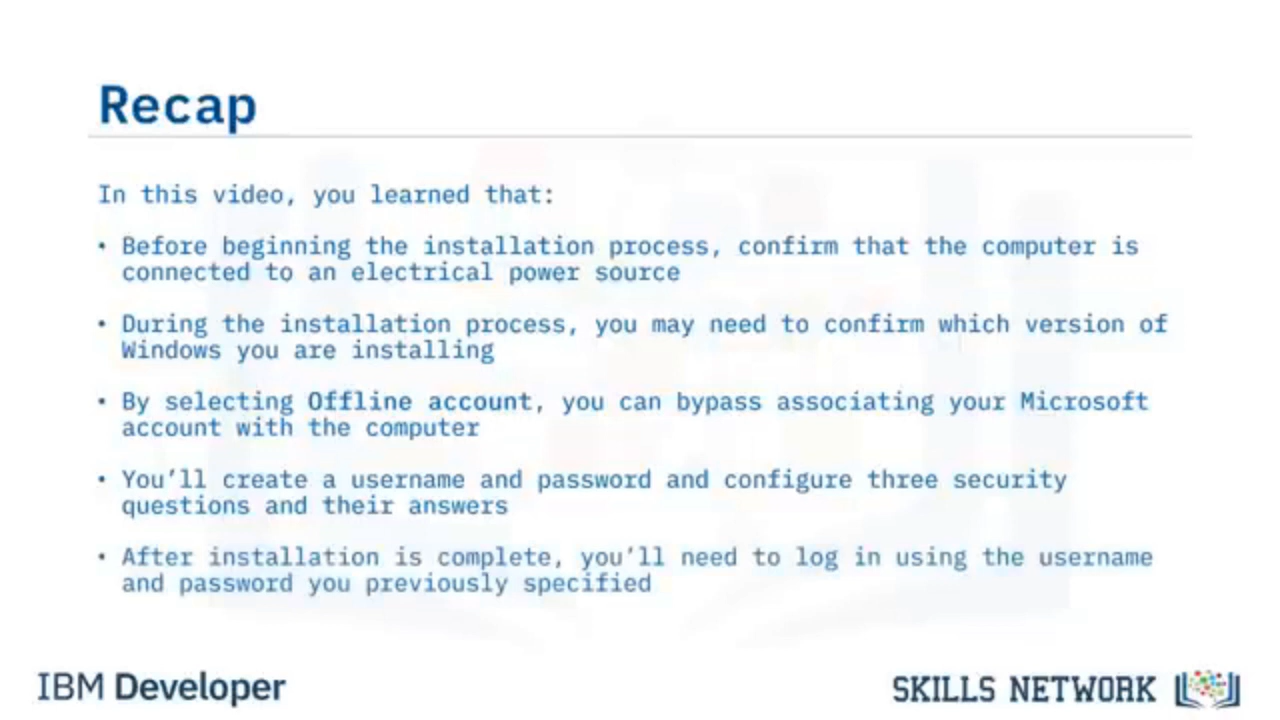 Recap
In this video, you learned that:
• Before beginning the installation process, confirm that the computer is
connected to an electrical power source
• During the installation process, you may need to confirm which version of
Windows you are installing
• By selecting Offline account, you can bypass associating your Microsoft
account with the computer
• You’ll create a username and password and configure three security
questions and their answers
• After installation is complete, you’ll need to log in using the username
and password you previously specified
IBM Developer
SKILLS NETWORK